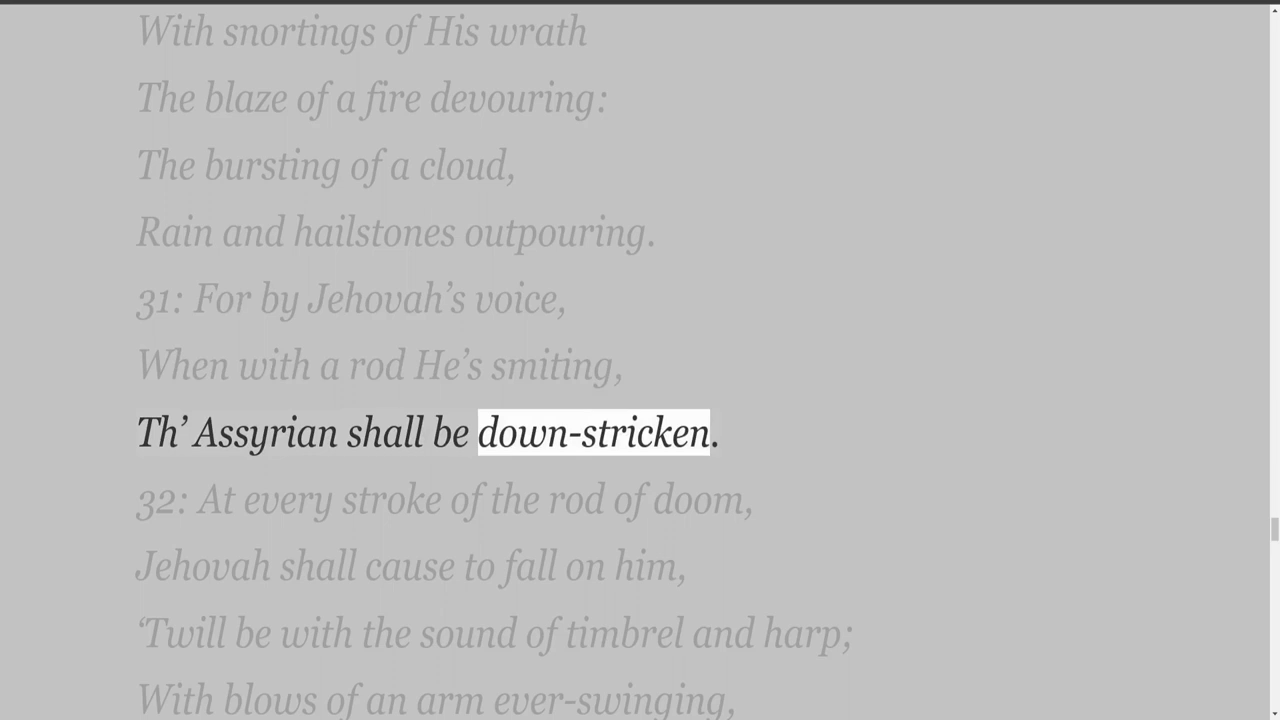 With snortings of His wrath
The blaze of a fire devouring:
The bursting of a cloud,
Rain and hailstones outpouring.
31: For by Jehovah’s voice,
When with a rod He’s smiting,
Th’ Assyrian shall be down-stricken.
32: At every stroke of the rod of doom,
Jehovah shall cause to fall on him,
‘Twill be with the sound of timbrel and harp;
With blows of an arm ever-swinging,